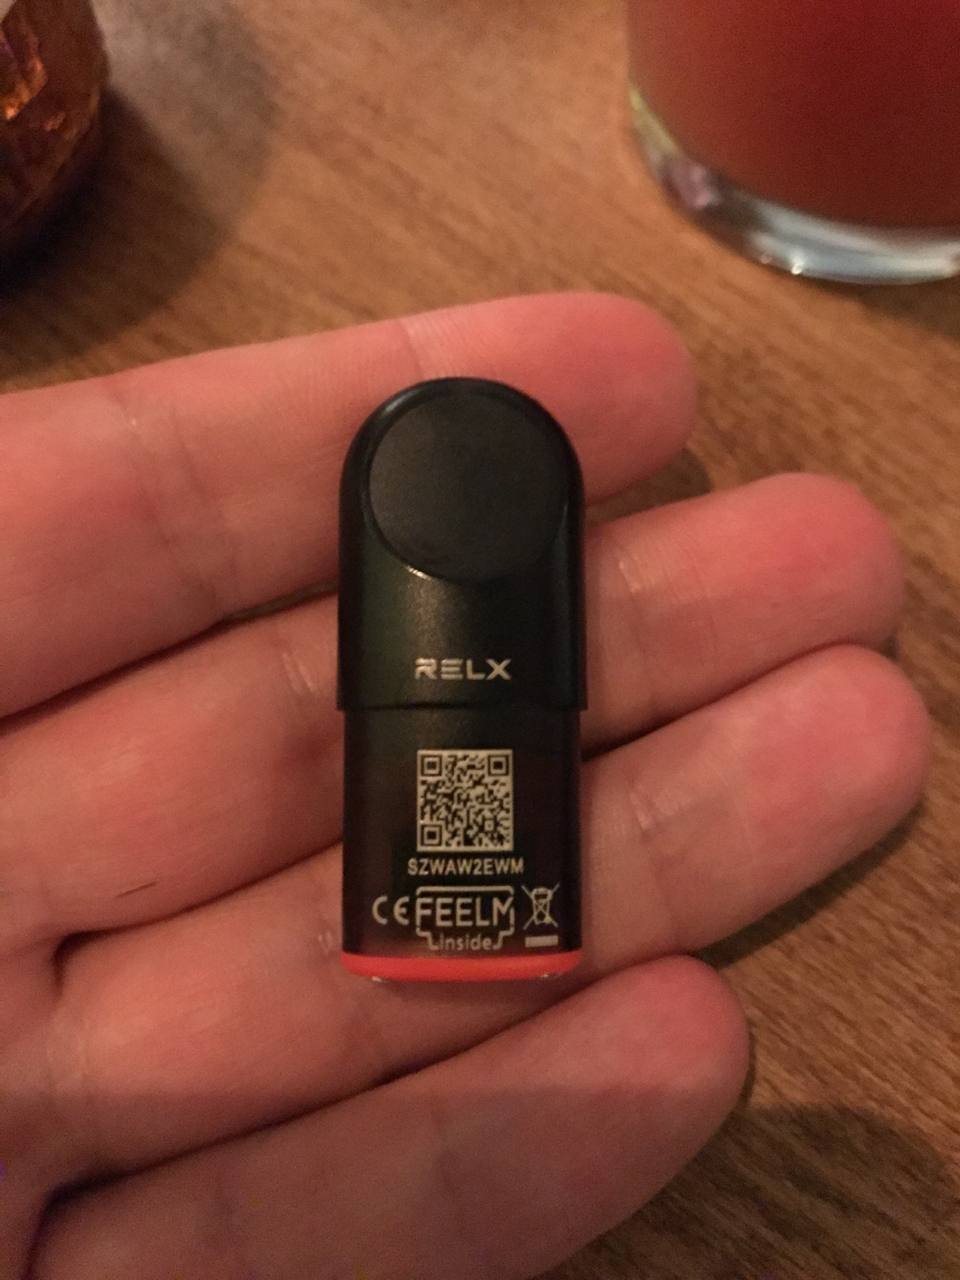 RELX
SZWAW2EWM
CE FEELM
inside